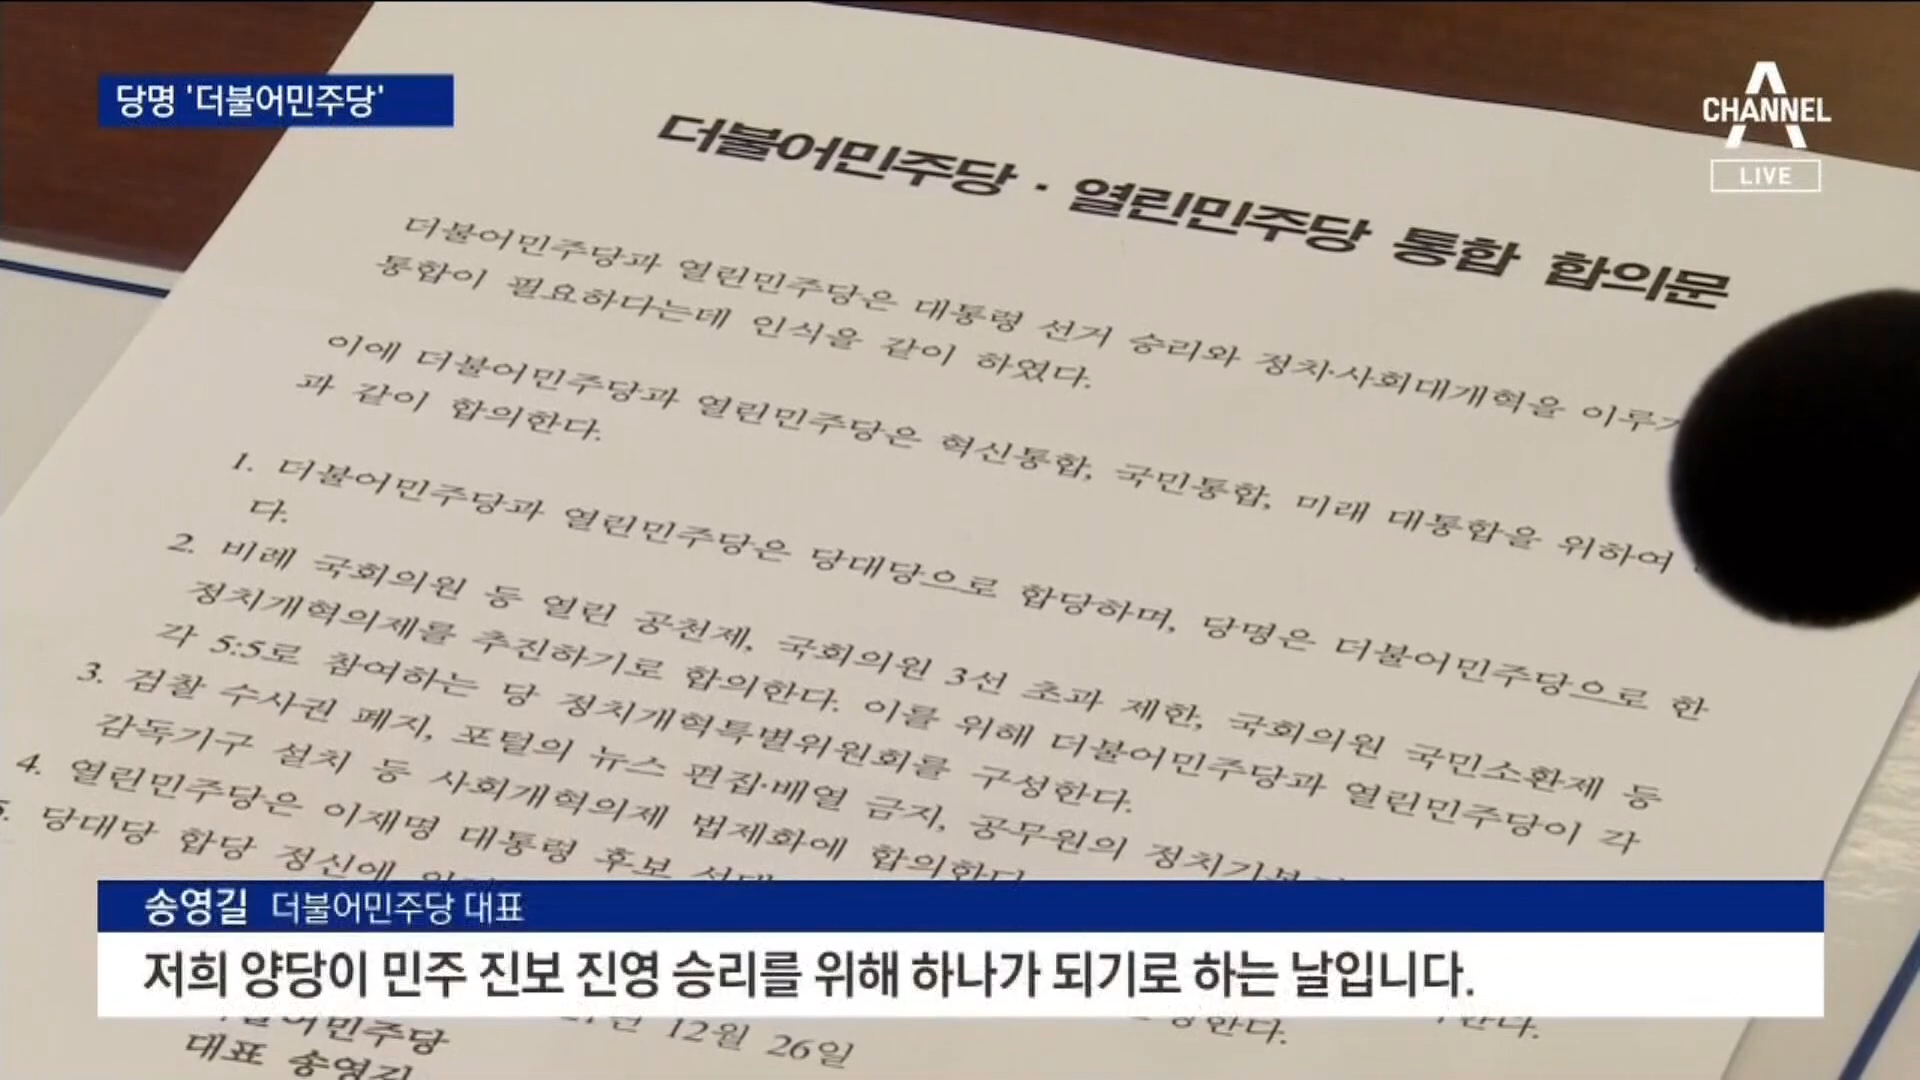 당명 '더불어민주당'
CHANNEL A
LIVE
더불어민주당 · 열린민주당 통합 합의문
더불어민주당과 열린민주당은 대통령 선거 승리와 정치·사회대개혁을 이루기
통합이 필요하다는데 인식을 같이 하였다.
이에 더불어민주당과 열린민주당은 혁신통합, 국민통합, 미래 대통합을 위하여
과 같이 합의한다.
1. 더불어민주당과 열린민주당은 당대당으로 합당하며, 당명은 더불어민주당으로 한
다.
2. 비례 국회의원 등 열린 공천제, 국회의원 3선 초과 제한, 국회의원 국민소환제 등
정치개혁의제를 추진하기로 합의한다. 이를 위해 더불어민주당과 열린민주당이 각
각 5:5로 참여하는 당 정치개혁특별위원회를 구성한다.
3. 검찰 수사권 폐지, 포털의 뉴스 편집·배열 금지, 공무원의
감독기구 설치 등 사회개혁의제 법제화에 합의한다
4. 열린민주당은 이재명 대통령 후보
당대당 합당 정신에
송영길 더불어민주당 대표
저희 양당이 민주 진보 진영 승리를 위해 하나가 되기로 하는 날입니다.
12월 26일
더불어민주당
대표 송영길